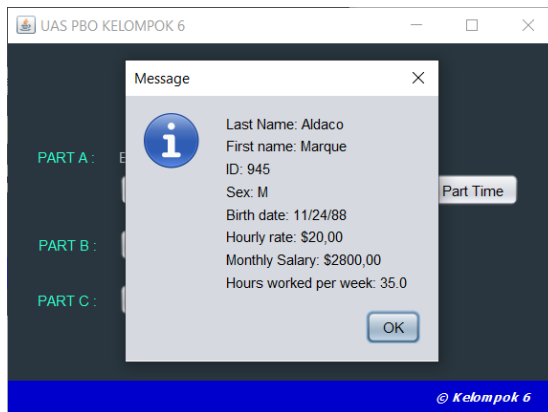 UAS PBO KELOMPOK 6
Message
Last Name: Aldaco
First name: Marque
ID: 945
Sex: M
Birth date: 11/24/88
Hourly rate: $20,00
Monthly Salary: $2800,00
Hours worked per week: 35.0
OK
PART A :
Part Time
PART B :
PART C :
© Kelompok 6